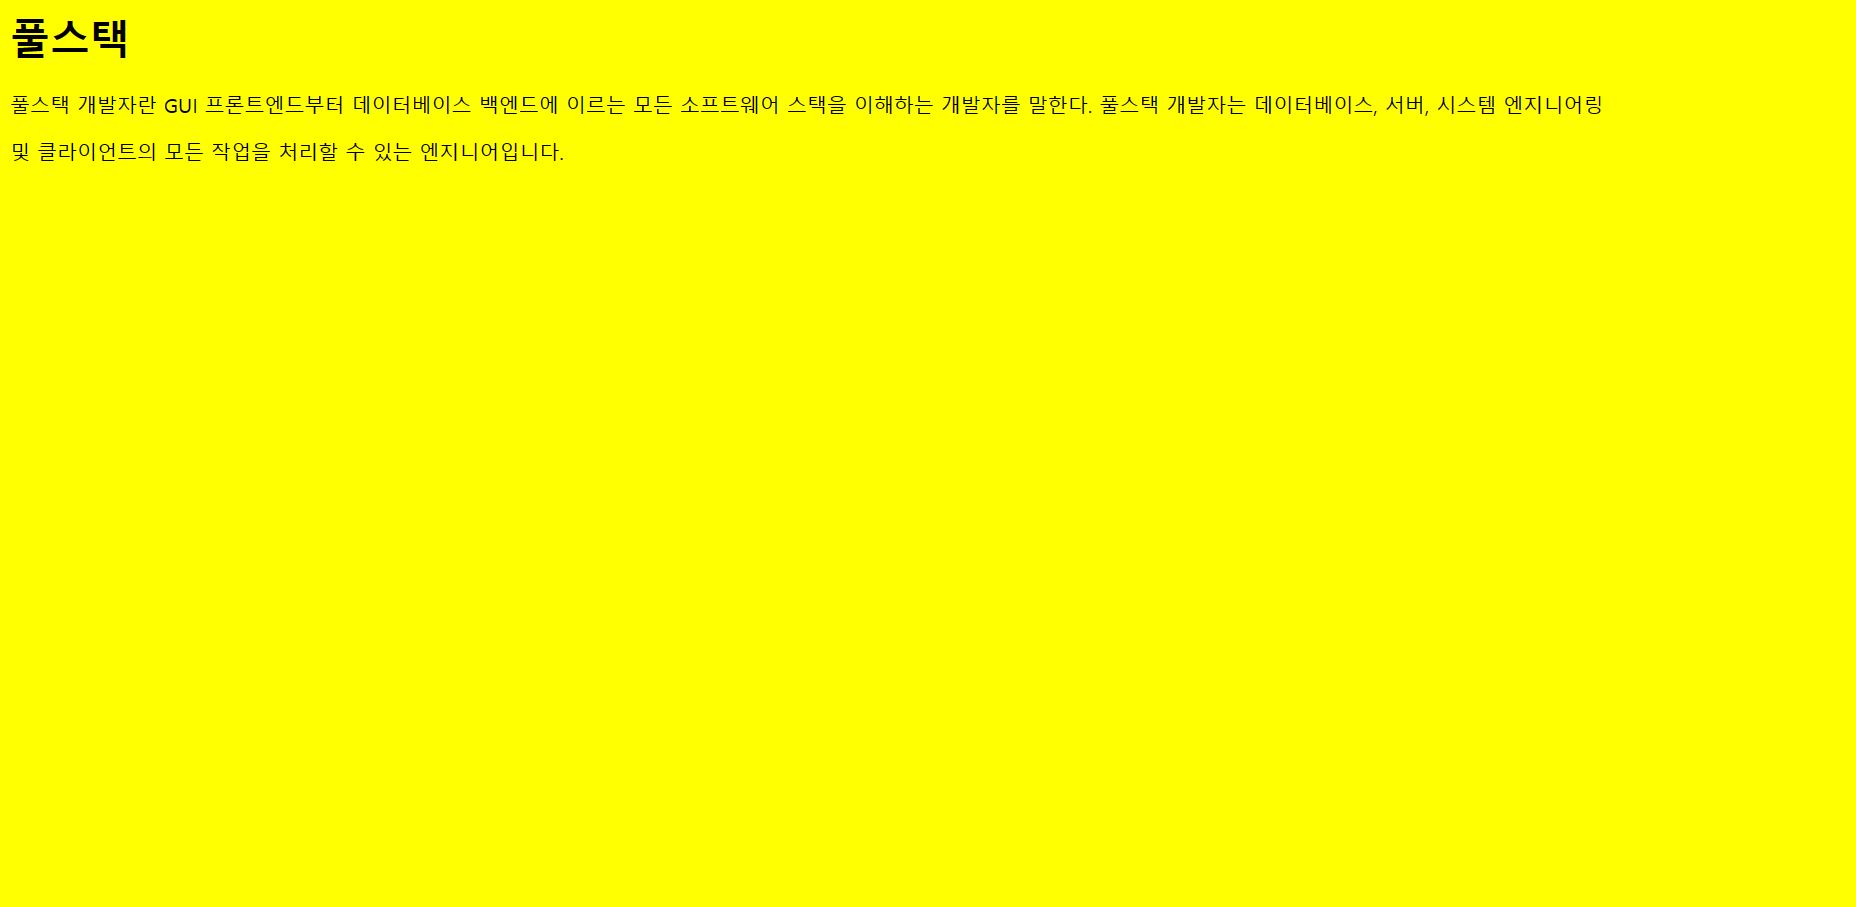 풀스택
풀스택 개발자란 GUI 프론트엔드부터 데이터베이스 백엔드에 이르는 모든 소프트웨어 스택을 이해하는 개발자를 말한다. 풀스택 개발자는 데이터베이스, 서버, 시스템 엔지니어링
및 클라이언트의 모든 작업을 처리할 수 있는 엔지니어입니다.